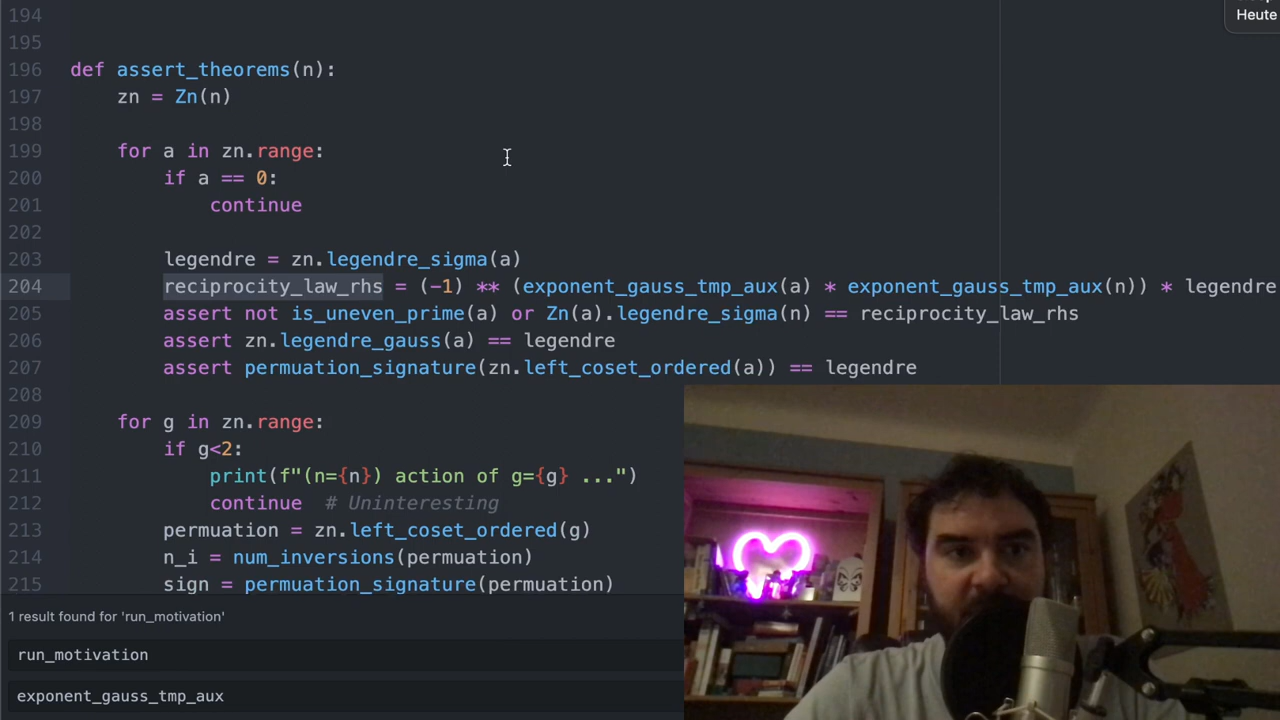 194
Heute
195
196 def assert_theorems(n):
197 zn = Zn(n)
198
199 for a in zn.range:
200 if a == 0:
201 continue
202
203 legendre = zn.legendre_sigma(a)
204 reciprocity_law_rhs = (-1) ** (exponent_gauss_tmp_aux(a) * exponent_gauss_tmp_aux(n)) * legendre
205 assert not is_uneven_prime(a) or Zn(a).legendre_sigma(n) == reciprocity_law_rhs
206 assert zn.legendre_gauss(a) == legendre
207 assert permuation_signature(zn.left_coset_ordered(a)) == legendre
208
209 for g in zn.range:
210 if g<2:
211 print(f"(n={n}) action of g={g} ...")
212 continue # Uninteresting
213 permuation = zn.left_coset_ordered(g)
214 n_i = num_inversions(permuation)
215 sign = permuation_signature(permuation)
1 result found for 'run_motivation'
run_motivation
exponent_gauss_tmp_aux